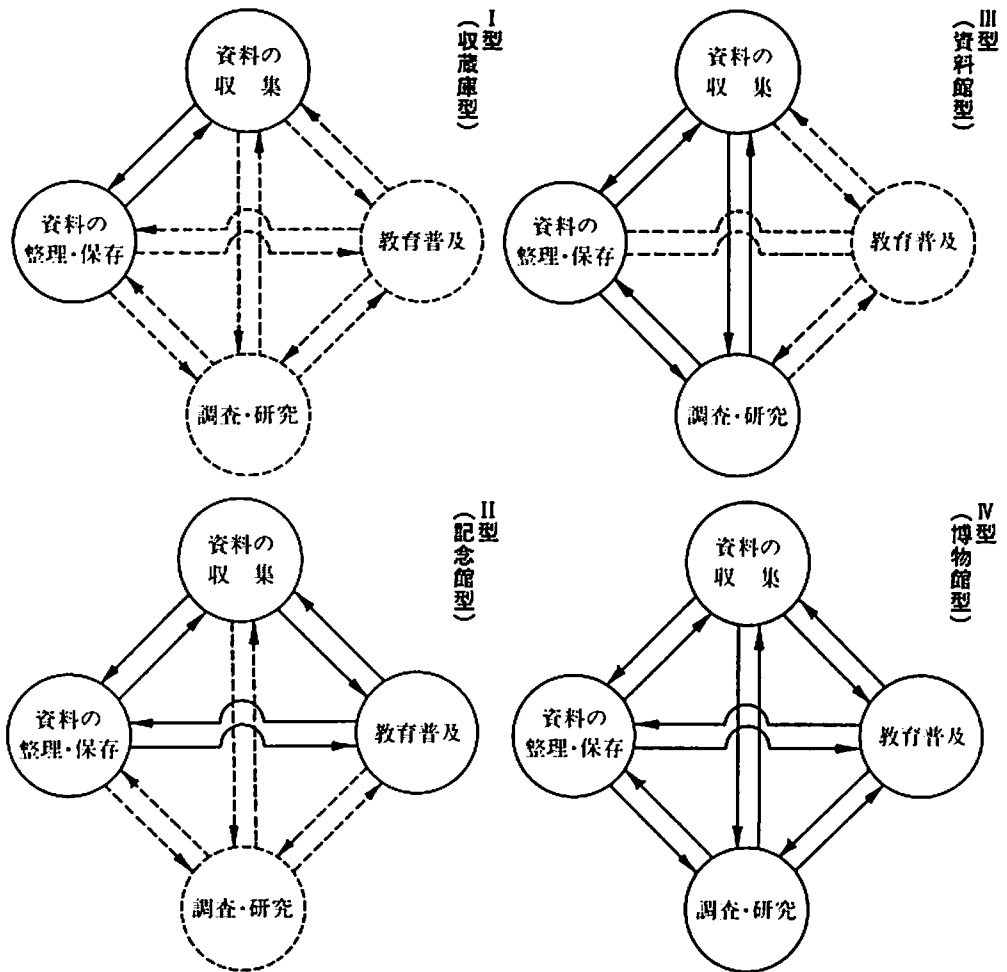 I型
(収蔵庫型)
資料の
収 集
資料の
整理・保存
教育普及
調査・研究
III型
(資料館型)
資料の
収 集
資料の
整理・保存
教育普及
調査・研究
II型
(記念館型)
資料の
収 集
資料の
整理・保存
教育普及
調査・研究
IV型
(博物館型)
資料の
収 集
資料の
整理・保存
教育普及
調査・研究